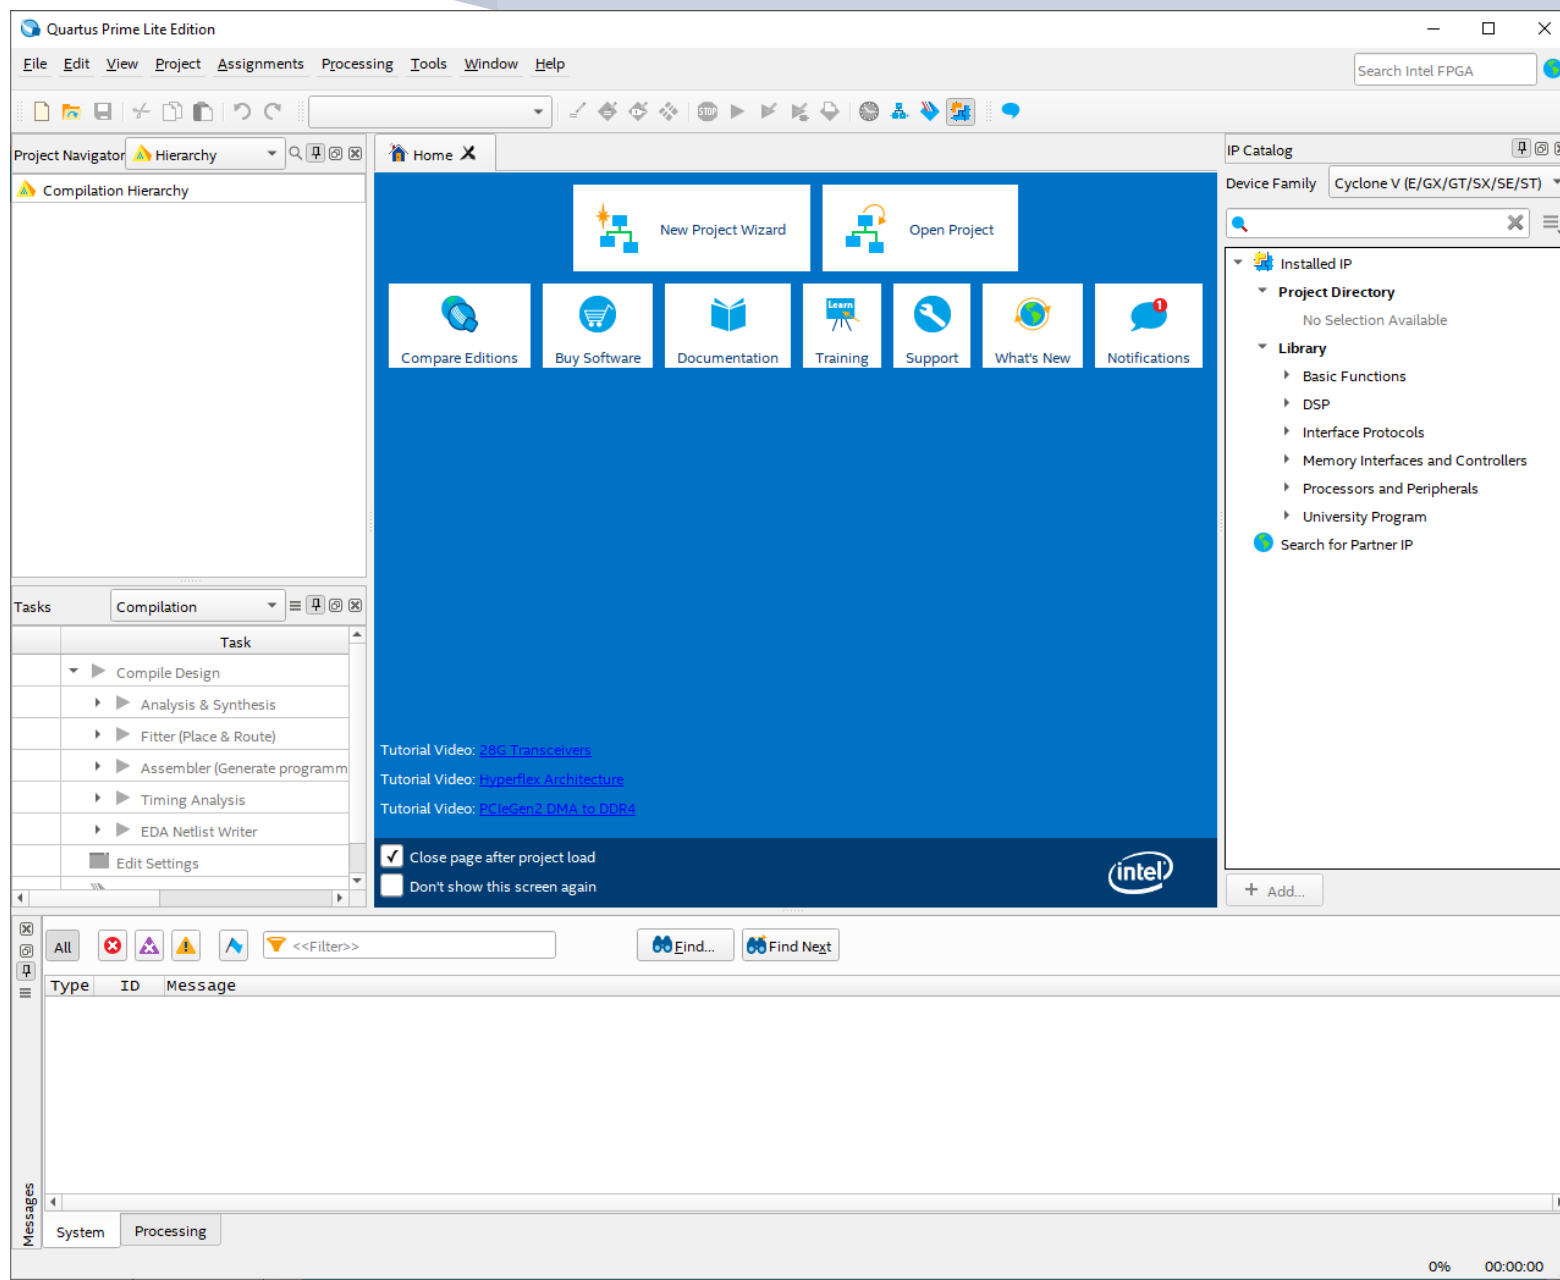 Quartus Prime Lite Edition
File Edit View Project Assignments Processing Tools Window Help
Search Intel FPGA
STOP
Project Navigator Hierarchy
Compilation Hierarchy
Home
New Project Wizard
Open Project
Learn
1
Compare Editions
Buy Software
Documentation
Training
Support
What's New
Notifications
Tutorial Video: 28G Transceivers
Tutorial Video: Hyperflex Architecture
Tutorial Video: PCIeGen2 DMA to DDR4
Close page after project load
Don't show this screen again
intel
IP Catalog
Device Family Cyclone V (E/GX/GT/SX/SE/ST)
Installed IP
Project Directory
No Selection Available
Library
Basic Functions
DSP
Interface Protocols
Memory Interfaces and Controllers
Processors and Peripherals
University Program
Search for Partner IP
+ Add...
Tasks Compilation
Task
Compile Design
Analysis & Synthesis
Fitter (Place & Route)
Assembler (Generate programm
Timing Analysis
EDA Netlist Writer
Edit Settings
All
<<Filter>>
Find...
Find Next
Type ID Message
Messages
System Processing
0% 00:00:00